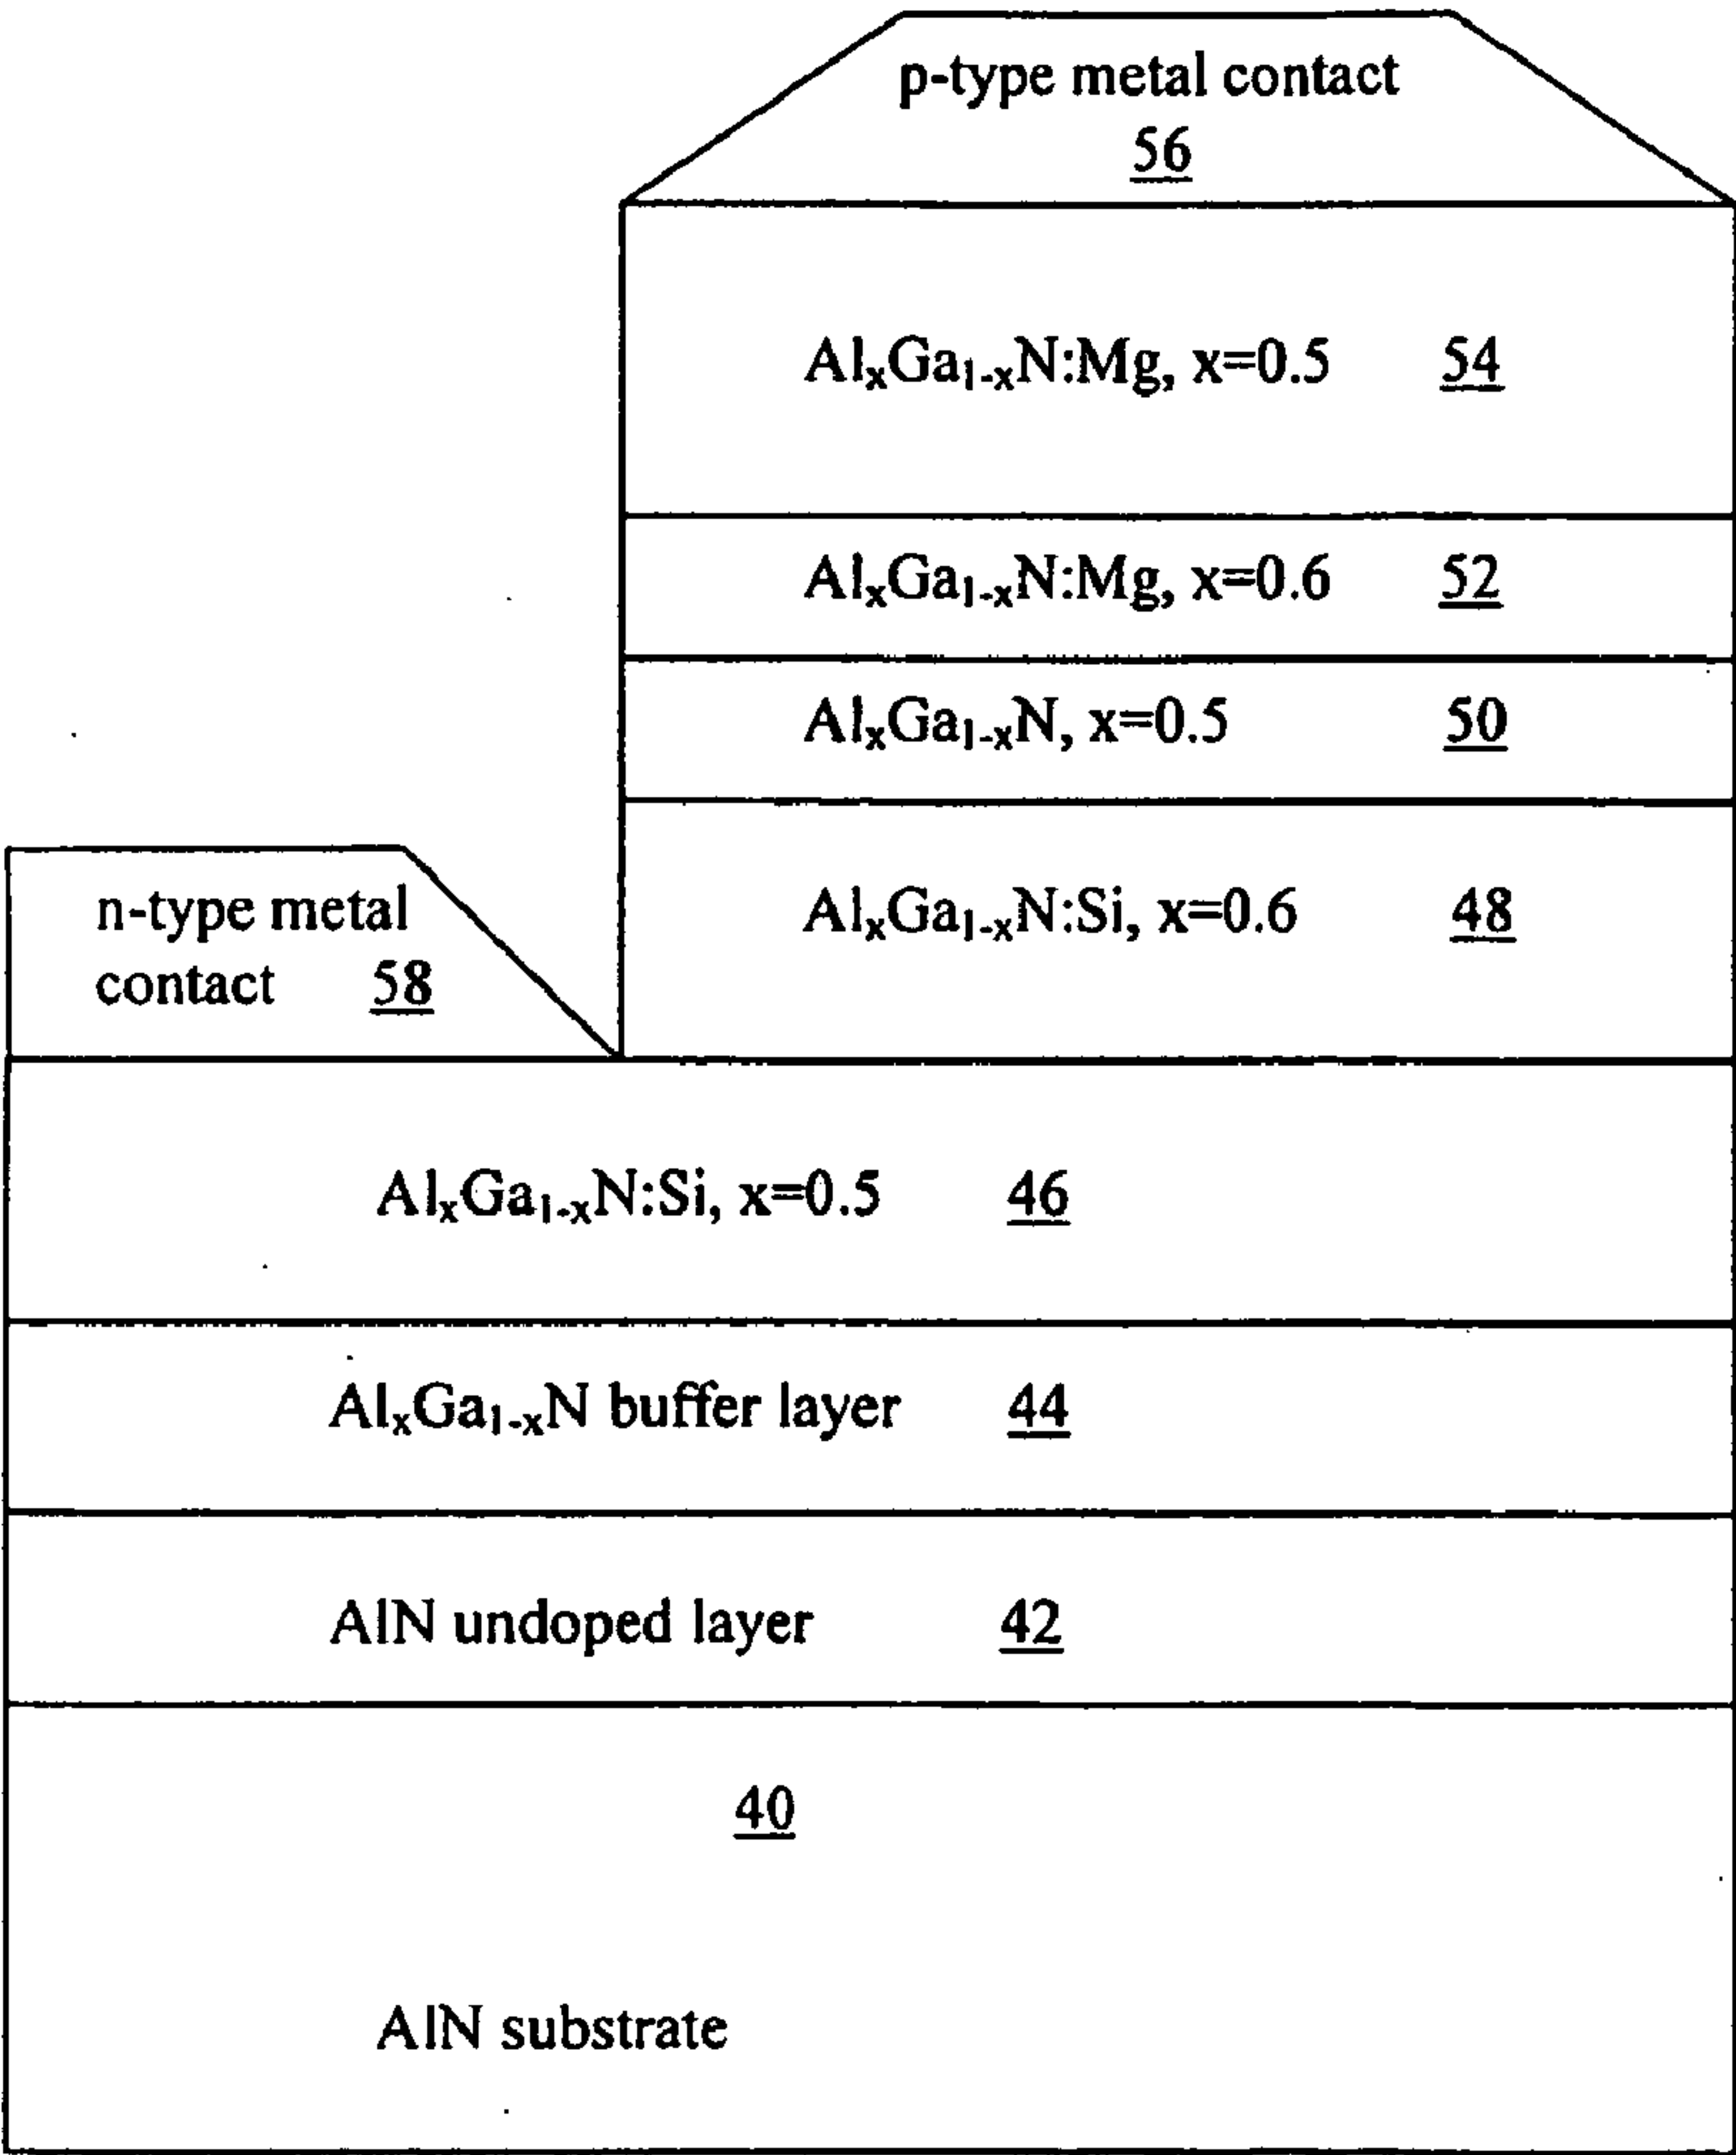 p-type metal contact
56
AlₓGa₁₋ₓN:Mg, x=0.5 54
AlₓGa₁₋ₓN:Mg, x=0.6 52
AlₓGa₁₋ₓN, x=0.5 50
AlₓGa₁₋ₓN:Si, x=0.6 48
n-type metal
contact 58
AlₓGa₁₋ₓN:Si, x=0.5 46
AlₓGa₁₋ₓN buffer layer 44
AlN undoped layer 42
40
AlN substrate